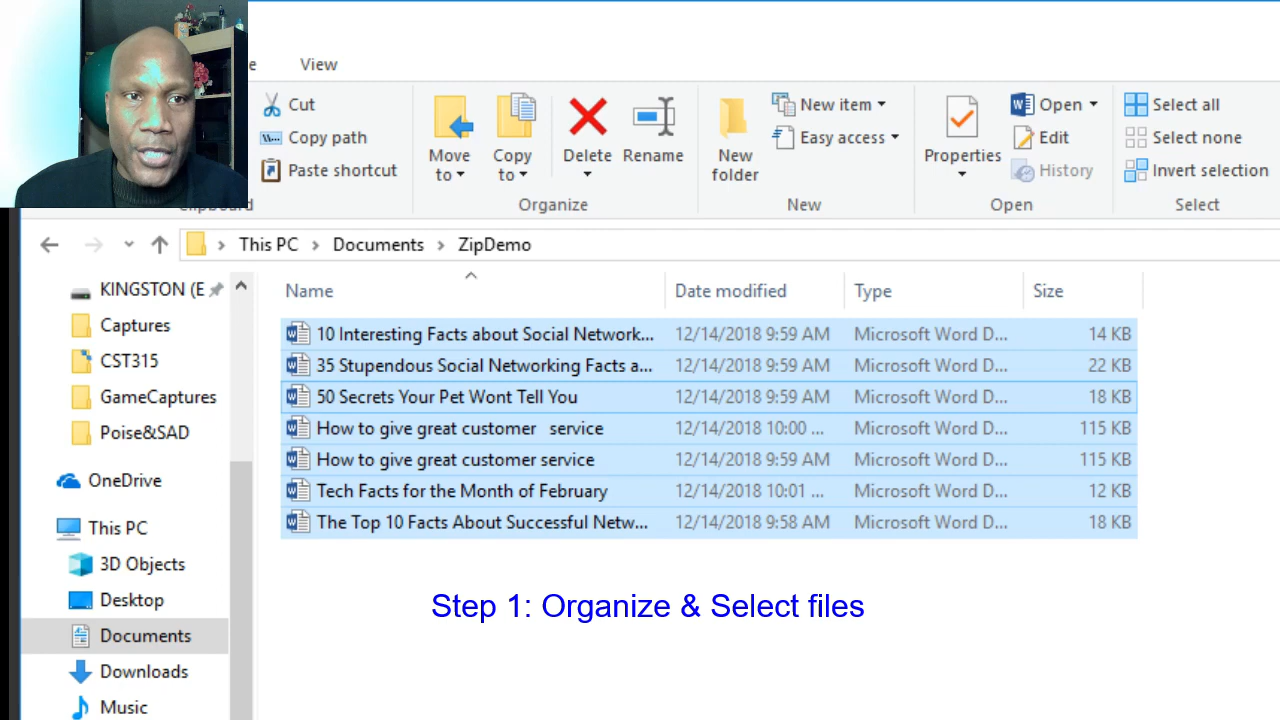 e
View
Cut
Copy path
Paste shortcut
Move to
Copy to
Delete
Rename
New folder
New item
Easy access
Properties
Open
Edit
History
Select all
Select none
Invert selection
Organize
New
Open
Select
This PC > Documents > ZipDemo
Name Date modified Type Size
KINGSTON (E
Captures
CST315
GameCaptures
Poise&SAD
OneDrive
This PC
3D Objects
Desktop
Documents
Downloads
Music
10 Interesting Facts about Social Network... 12/14/2018 9:59 AM Microsoft Word D... 14 KB
35 Stupendous Social Networking Facts a... 12/14/2018 9:59 AM Microsoft Word D... 22 KB
50 Secrets Your Pet Wont Tell You 12/14/2018 9:59 AM Microsoft Word D... 18 KB
How to give great customer   service 12/14/2018 10:00 ... Microsoft Word D... 115 KB
How to give great customer service 12/14/2018 9:59 AM Microsoft Word D... 115 KB
Tech Facts for the Month of February 12/14/2018 10:01 ... Microsoft Word D... 12 KB
The Top 10 Facts About Successful Netw... 12/14/2018 9:58 AM Microsoft Word D... 18 KB
Step 1: Organize & Select files